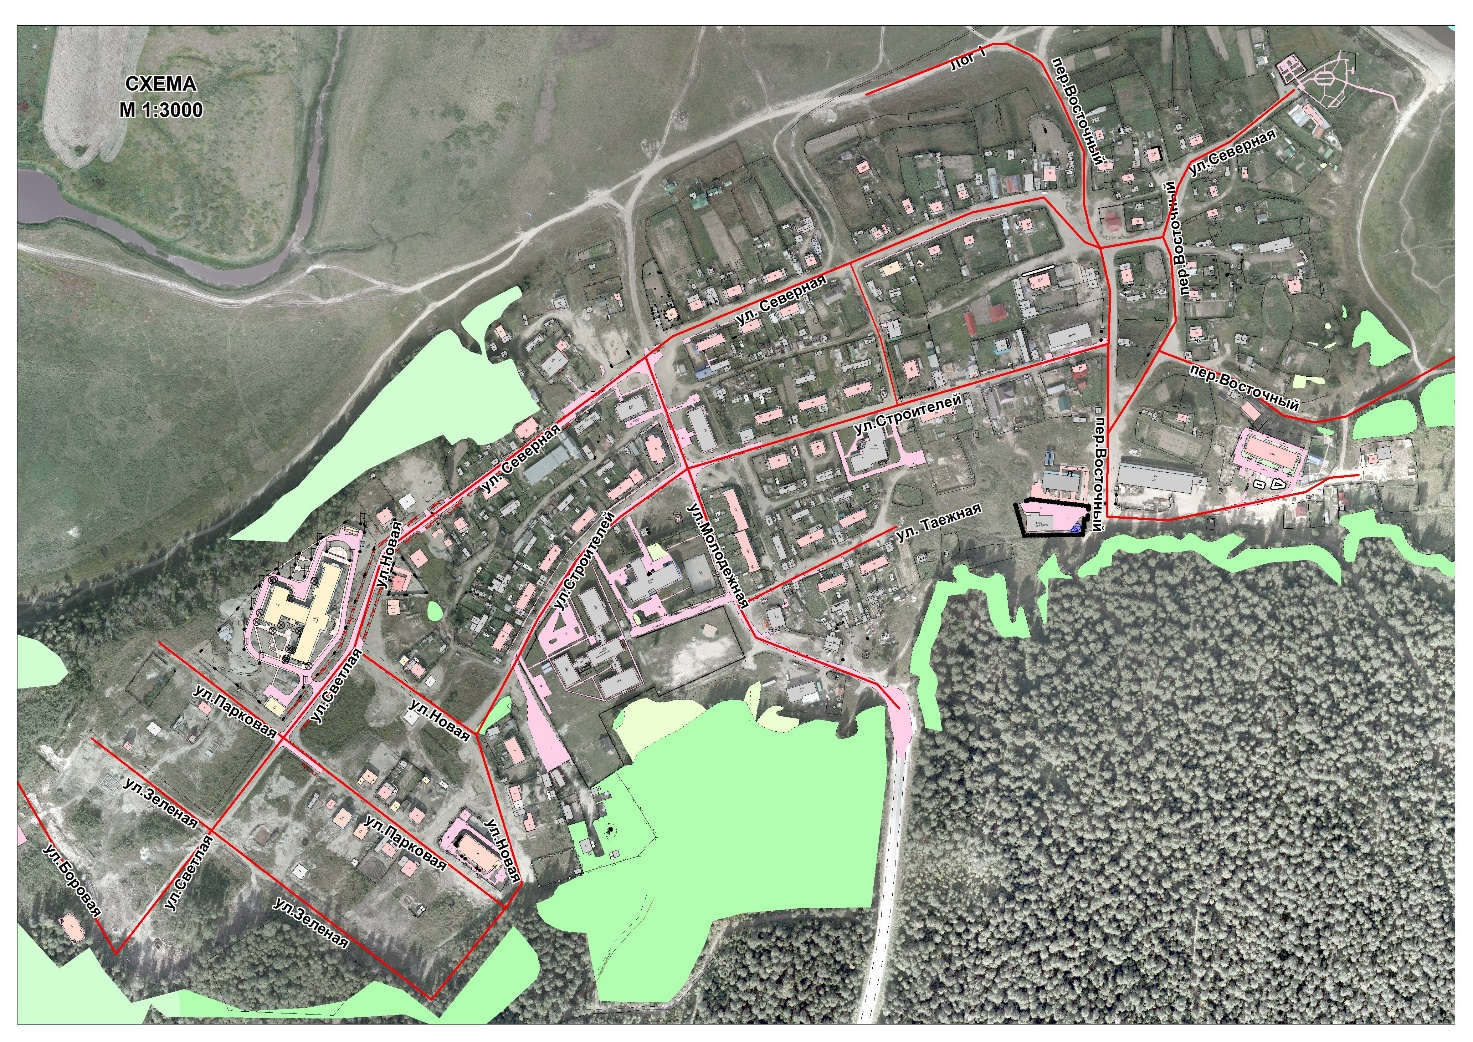 СХЕМА
М 1:3000
Лог 1
пер.Восточный
ул.Северная
пер.Восточный
ул. Северная
пер.Восточный
ул.Строителей
ул.Северная
пер.Восточный
ул. Таежная
ул.Молодежная
ул.Новая
ул.Строителей
ул.Светлая
ул.Парковая
ул.Новая
ул.Зеленая
ул.Парковая
ул.Новая
ул.Светлая
ул.Боровая
ул.Зеленая